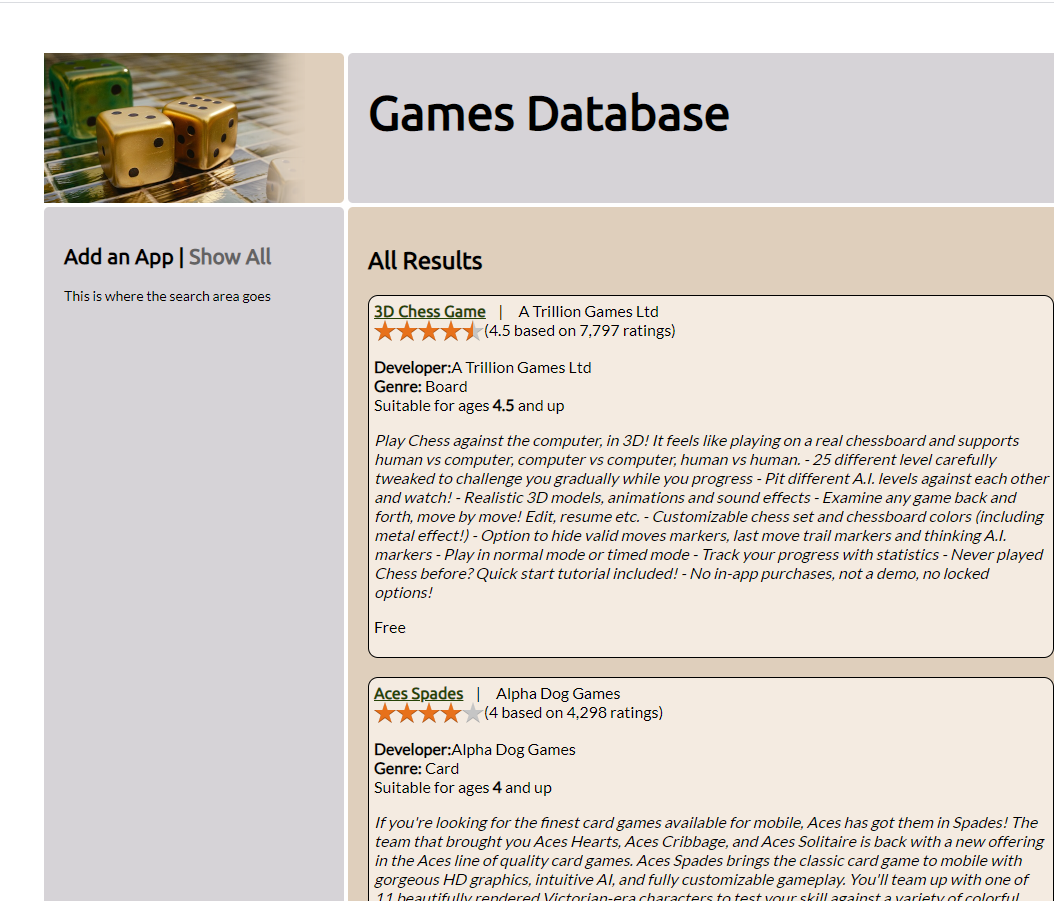 Games Database
Add an App | Show All
This is where the search area goes
All Results
3D Chess Game | A Trillion Games Ltd
(4.5 based on 7,797 ratings)
Developer:A Trillion Games Ltd
Genre: Board
Suitable for ages 4.5 and up
Play Chess against the computer, in 3D! It feels like playing on a real chessboard and supports
human vs computer, computer vs computer, human vs human. - 25 different level carefully
tweaked to challenge you gradually while you progress - Pit different A.I. levels against each other
and watch! - Realistic 3D models, animations and sound effects - Examine any game back and
forth, move by move! Edit, resume etc. - Customizable chess set and chessboard colors (including
metal effect!) - Option to hide valid moves markers, last move trail markers and thinking A.I.
markers - Play in normal mode or timed mode - Track your progress with statistics - Never played
Chess before? Quick start tutorial included! - No in-app purchases, not a demo, no locked
options!
Free
Aces Spades | Alpha Dog Games
(4 based on 4,298 ratings)
Developer:Alpha Dog Games
Genre: Card
Suitable for ages 4 and up
If you're looking for the finest card games available for mobile, Aces has got them in Spades! The
team that brought you Aces Hearts, Aces Cribbage, and Aces Solitaire is back with a new offering
in the Aces line of quality card games. Aces Spades brings the classic card game to mobile with
gorgeous HD graphics, intuitive AI, and fully customizable gameplay. You'll team up with one of
11 beautifully rendered Victorian-era characters to test your skill against a variety of colorful